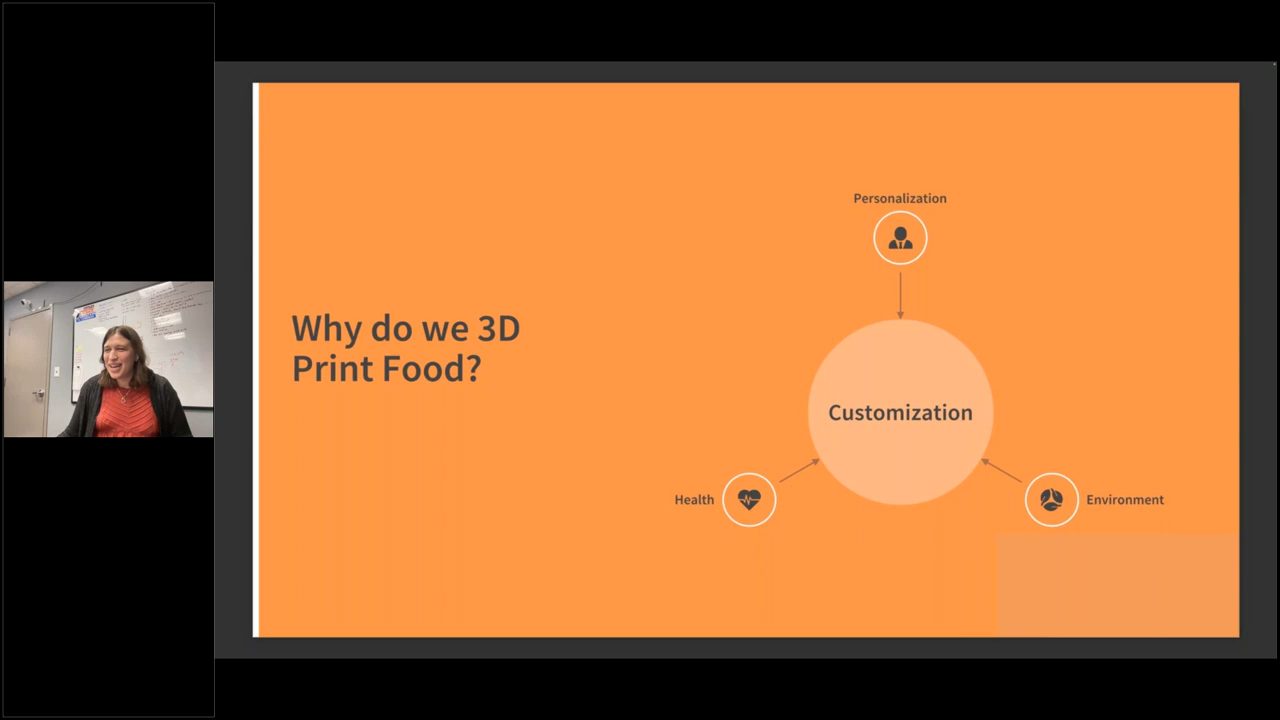 Why do we 3D
Print Food?
Personalization
Customization
Health
Environment